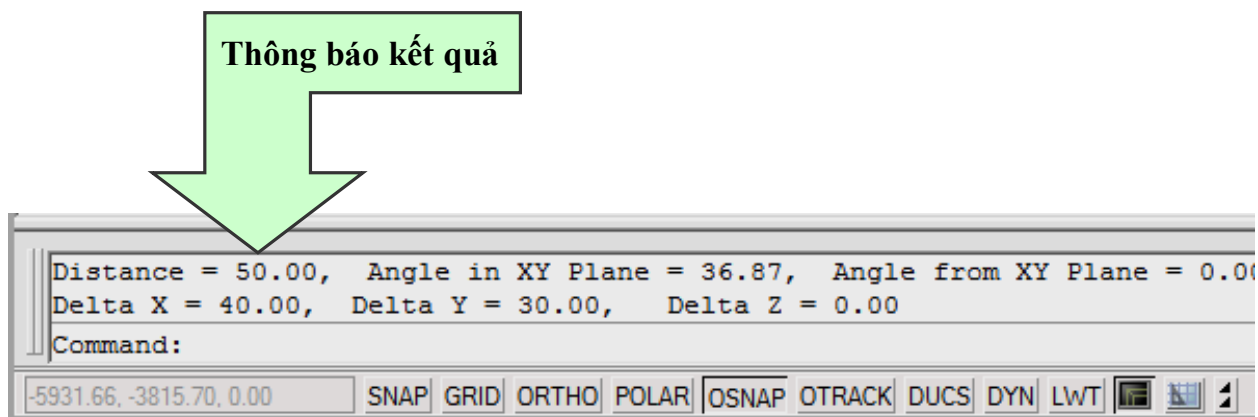 Thông báo kết quả
Distance = 50.00, Angle in XY Plane = 36.87, Angle from XY Plane = 0.00
Delta X = 40.00, Delta Y = 30.00, Delta Z = 0.00
Command:
-5931.66, -3815.70, 0.00 SNAP GRID ORTHO POLAR OSNAP OTRACK DUCS DYN LWT